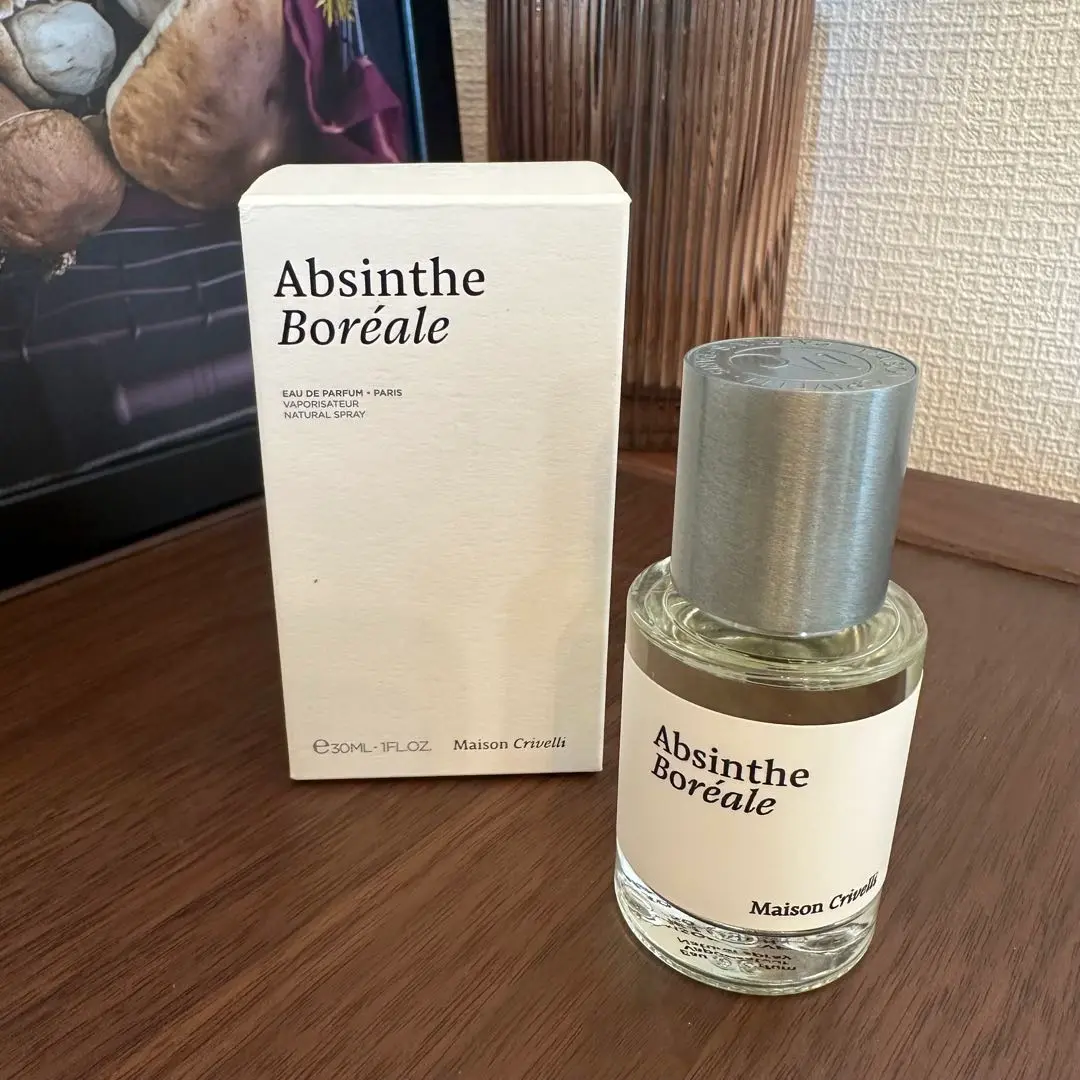 Absinthe
Boréale
EAU DE PARFUM • PARIS
VAPORISATEUR
NATURAL SPRAY
℮30ML - 1FL.OZ.
Maison Crivelli
Absinthe
Boréale
Maison Crivelli